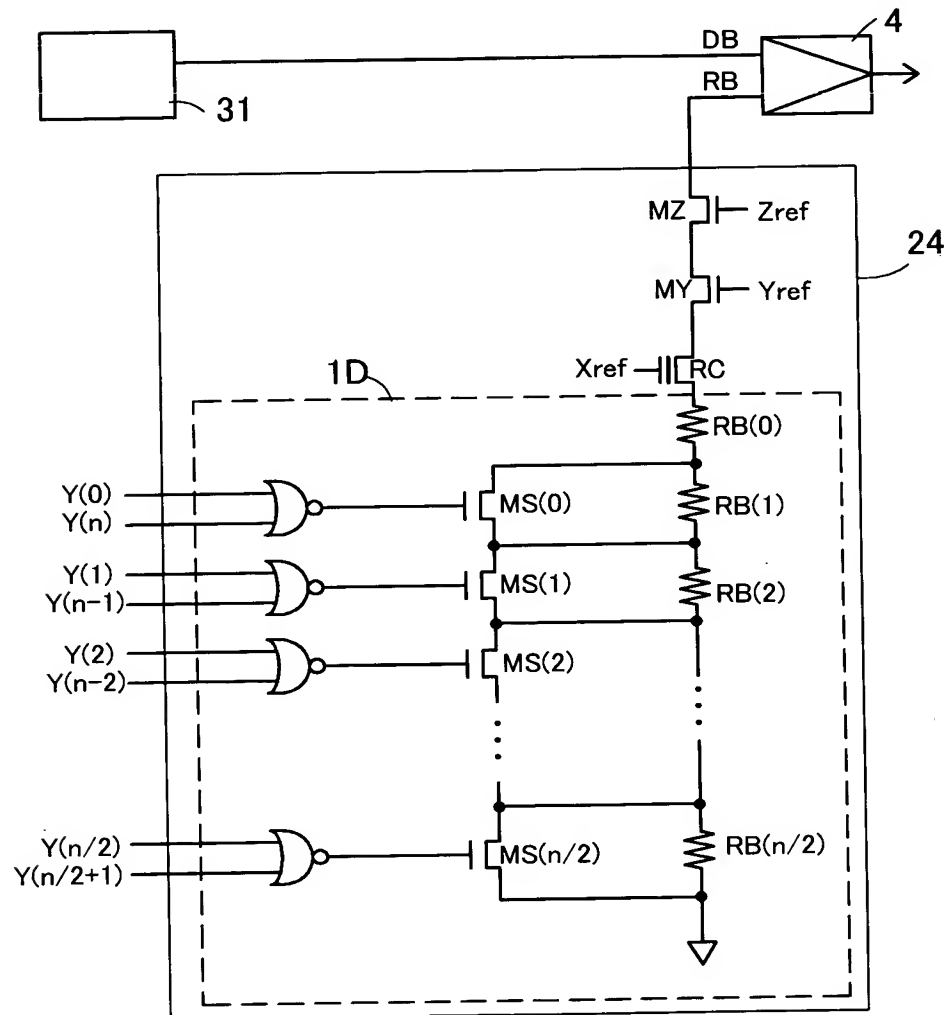 4
DB
RB
31
MZ
Zref
24
MY
Yref
Xref
RC
1D
RB(0)
Y(0)
Y(n)
MS(0)
RB(1)
Y(1)
Y(n-1)
MS(1)
RB(2)
Y(2)
Y(n-2)
MS(2)
Y(n/2)
Y(n/2+1)
MS(n/2)
RB(n/2)